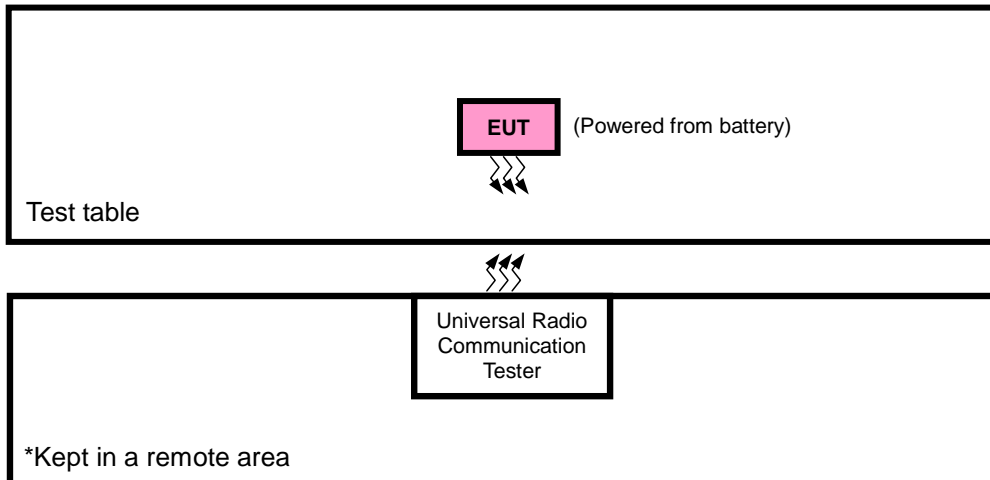 EUT
(Powered from battery)
Test table
Universal Radio
Communication
Tester
*Kept in a remote area